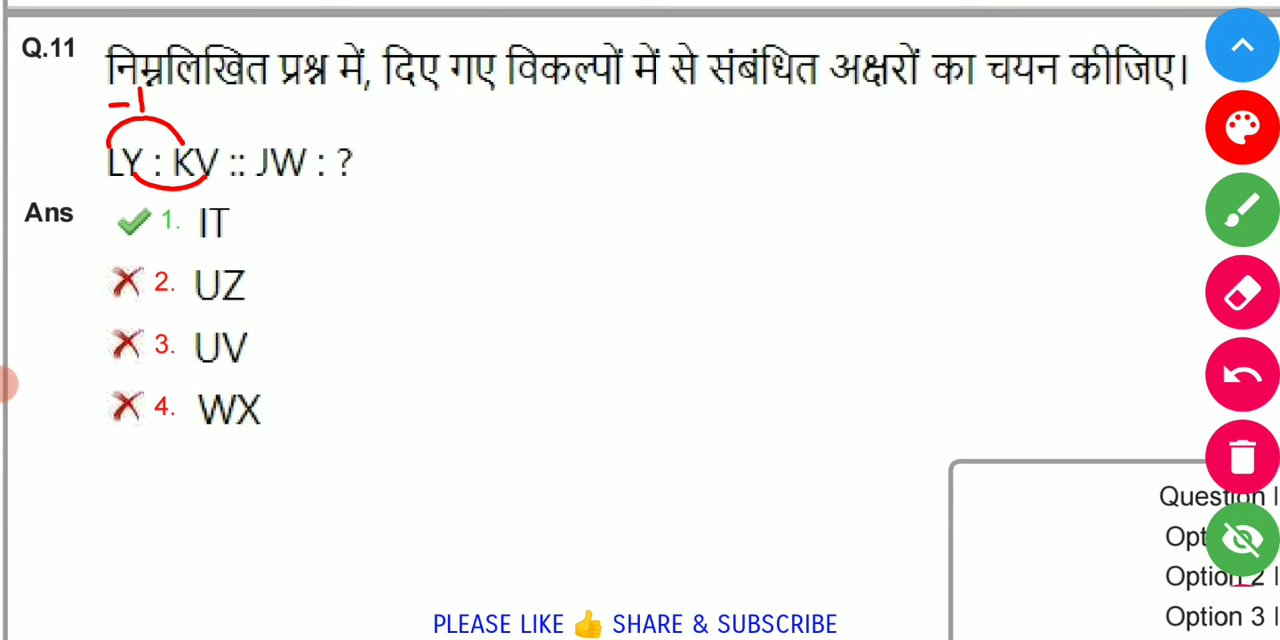 Q.11 निम्नलिखित प्रश्न में, दिए गए विकल्पों में से संबंधित अक्षरों का चयन कीजिए।
-1
LY : KV :: JW : ?
Ans 1. IT
2. UZ
3. UV
4. WX
Question I
Opt
Option 2 I
Option 3 I
PLEASE LIKE 👍 SHARE & SUBSCRIBE